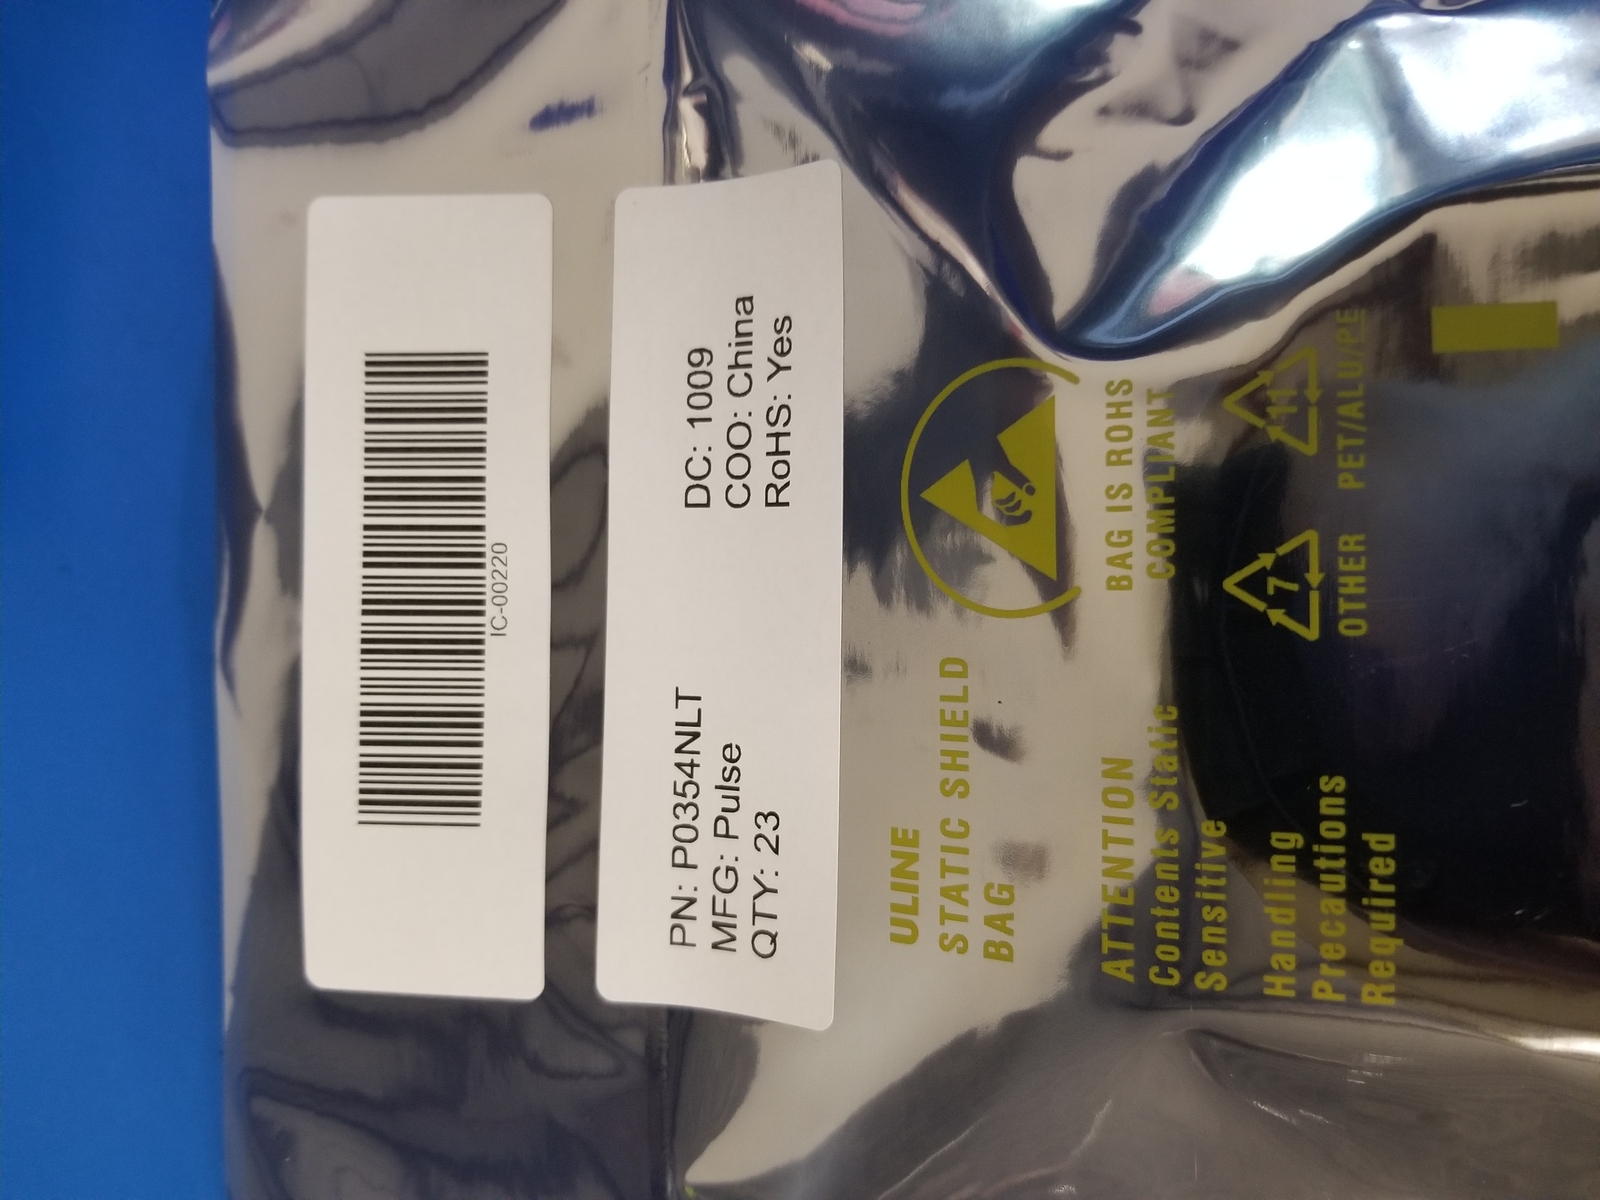 IC-00220
PN: P0354NLT
MFG: Pulse
QTY: 23
DC: 1009
COO: China
RoHS: Yes
ULINE
STATIC SHIELD
BAG
ATTENTION
Contents Static
Sensitive
Handling
Precautions
Required
BAG IS ROHS
COMPLIANT
7
OTHER
11
PET/ALU/PE